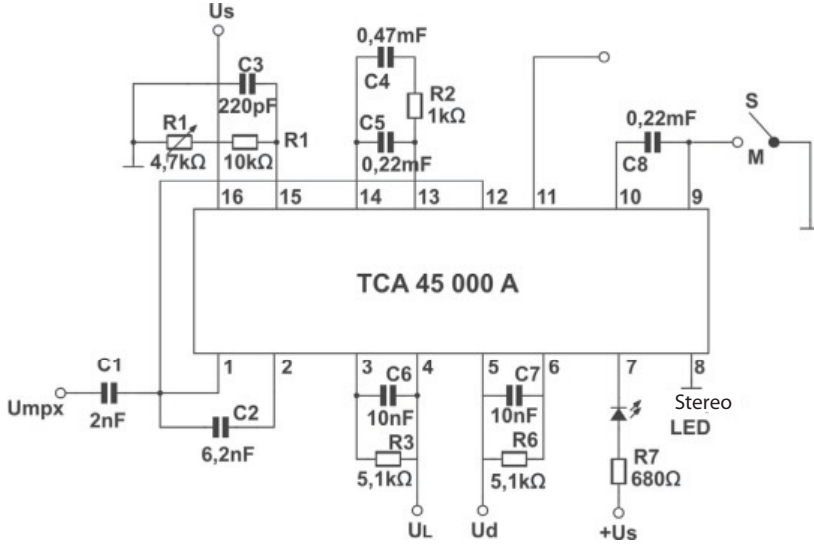 Us
0,47mF
C3
C4
220pF
R2
1kΩ
0,22mF
S
R1
C5
R1
4,7kΩ
10kΩ
0,22mF
C8
M
16
15
14
13
12
11
10
9
TCA 45 000 A
1
2
3
4
5
6
7
8
C1
C6
C7
Umpx
2nF
C2
10nF
10nF
Stereo
LED
6,2nF
R3
R6
R7
5,1kΩ
5,1kΩ
680Ω
UL
Ud
+Us